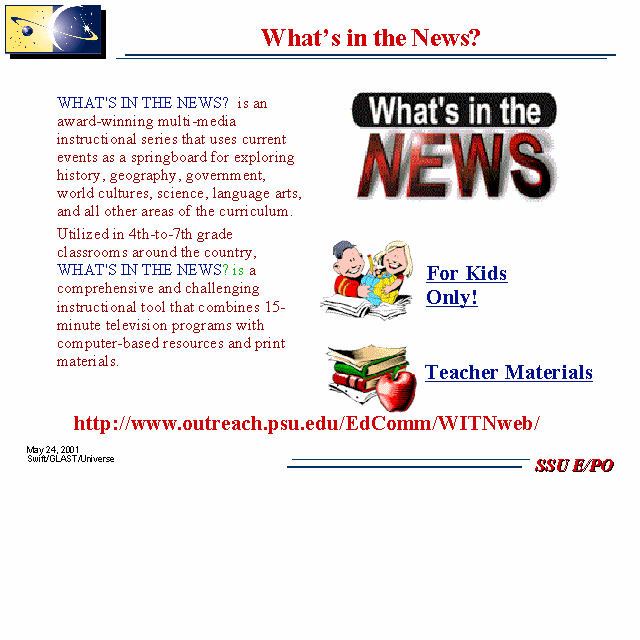 What’s in the News?
WHAT'S IN THE NEWS?  is an
award-winning multi-media
instructional series that uses current
events as a springboard for exploring
history, geography, government,
world cultures, science, language arts,
and all other areas of the curriculum.
Utilized in 4th-to-7th grade
classrooms around the country,
WHAT'S IN THE NEWS? is a
comprehensive and challenging
instructional tool that combines 15-
minute television programs with
computer-based resources and print
materials.
What's in the
NEWS
For Kids
Only!
Teacher Materials
http://www.outreach.psu.edu/EdComm/WITNweb/
May 24, 2001
Swift/GLAST/Universe
SSU E/PO